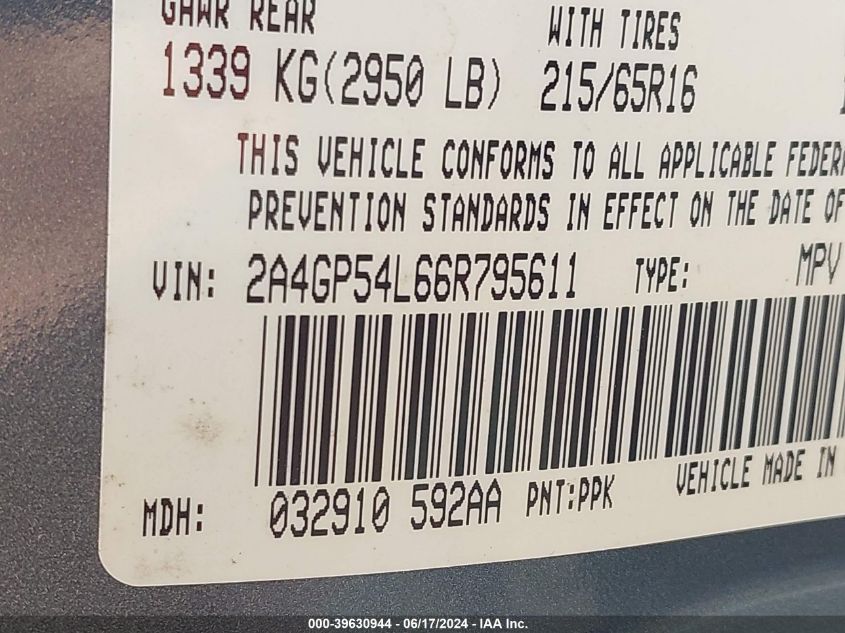 GAWR REAR WITH TIRES
1339 KG(2950 LB) 215/65R16
THIS VEHICLE CONFORMS TO ALL APPLICABLE FEDERA
PREVENTION STANDARDS IN EFFECT ON THE DATE OF
VIN: 2A4GP54L66R795611 TYPE: MPV
MDH: 032910 592AA PNT:PPK VEHICLE MADE IN
000-39630944 - 06/17/2024 - IAA Inc.